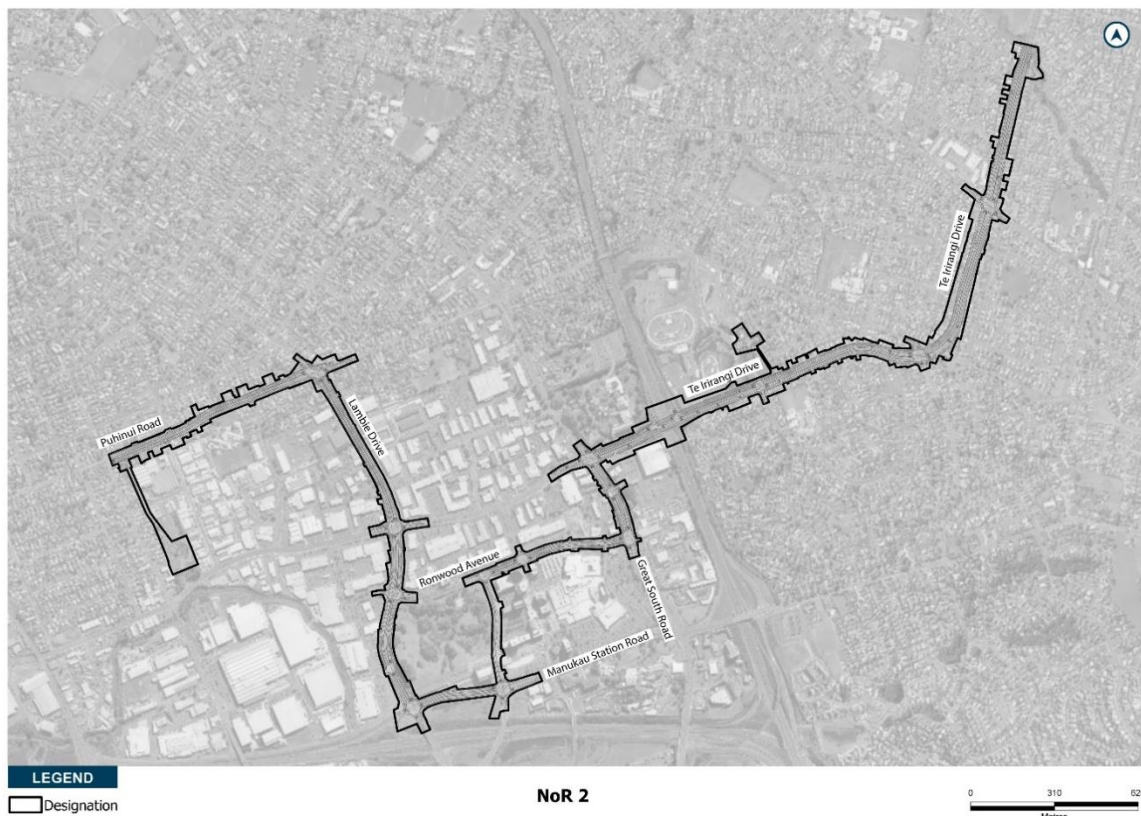 Te Irirangi Drive
Te Irirangi Drive
Puhinui Road
Lambie Drive
Ronwood Avenue
Great South Road
Manukau Station Road
LEGEND
Designation
NoR 2
0 310 62
Metres